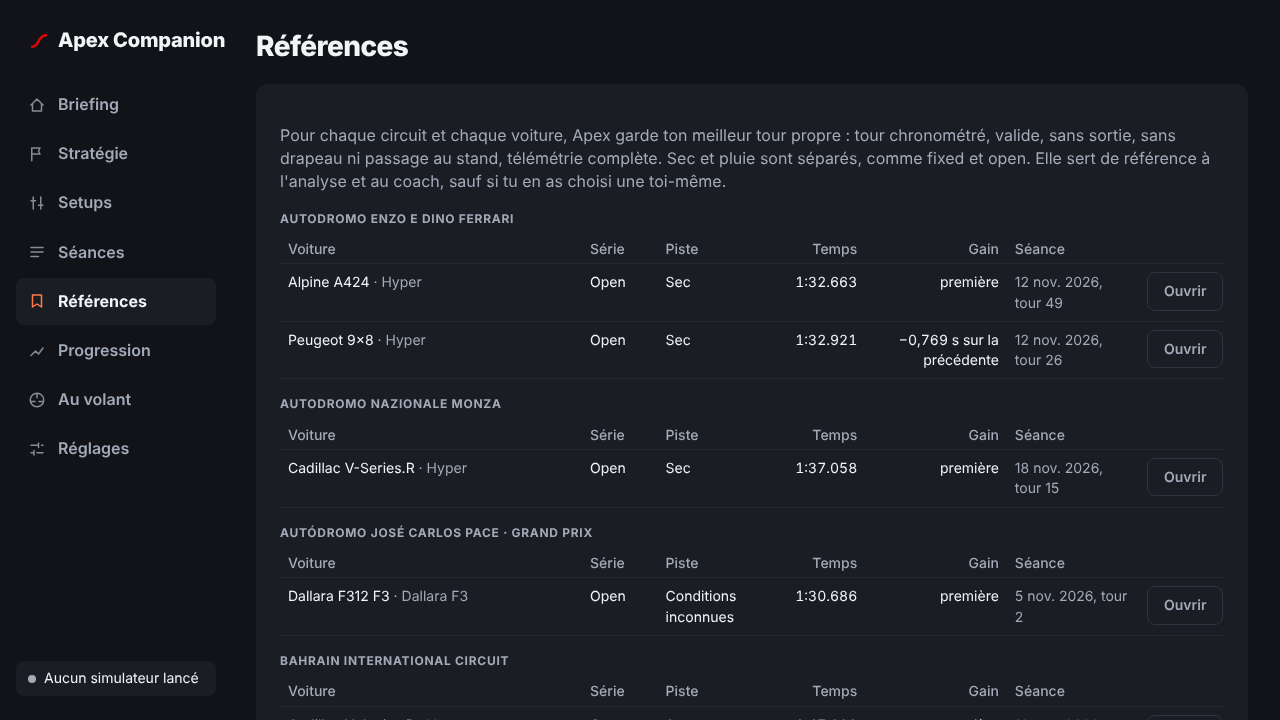 Apex Companion
Briefing
Stratégie
Setups
Séances
Références
Progression
Au volant
Réglages
Aucun simulateur lancé
Références
Pour chaque circuit et chaque voiture, Apex garde ton meilleur tour propre : tour chronométré, valide, sans sortie, sans
drapeau ni passage au stand, télémétrie complète. Sec et pluie sont séparés, comme fixed et open. Elle sert de référence à
l'analyse et au coach, sauf si tu en as choisi une toi-même.
AUTODROMO ENZO E DINO FERRARI
Voiture Série Piste Temps Gain Séance
Alpine A424 · Hyper Open Sec 1:32.663 première 12 nov. 2026, tour 49 Ouvrir
Peugeot 9×8 · Hyper Open Sec 1:32.921 −0,769 s sur la précédente 12 nov. 2026, tour 26 Ouvrir
AUTODROMO NAZIONALE MONZA
Voiture Série Piste Temps Gain Séance
Cadillac V-Series.R · Hyper Open Sec 1:37.058 première 18 nov. 2026, tour 15 Ouvrir
AUTÓDROMO JOSÉ CARLOS PACE · GRAND PRIX
Voiture Série Piste Temps Gain Séance
Dallara F312 F3 · Dallara F3 Open Conditions inconnues 1:30.686 première 5 nov. 2026, tour 2 Ouvrir
BAHRAIN INTERNATIONAL CIRCUIT
Voiture Série Piste Temps Gain Séance